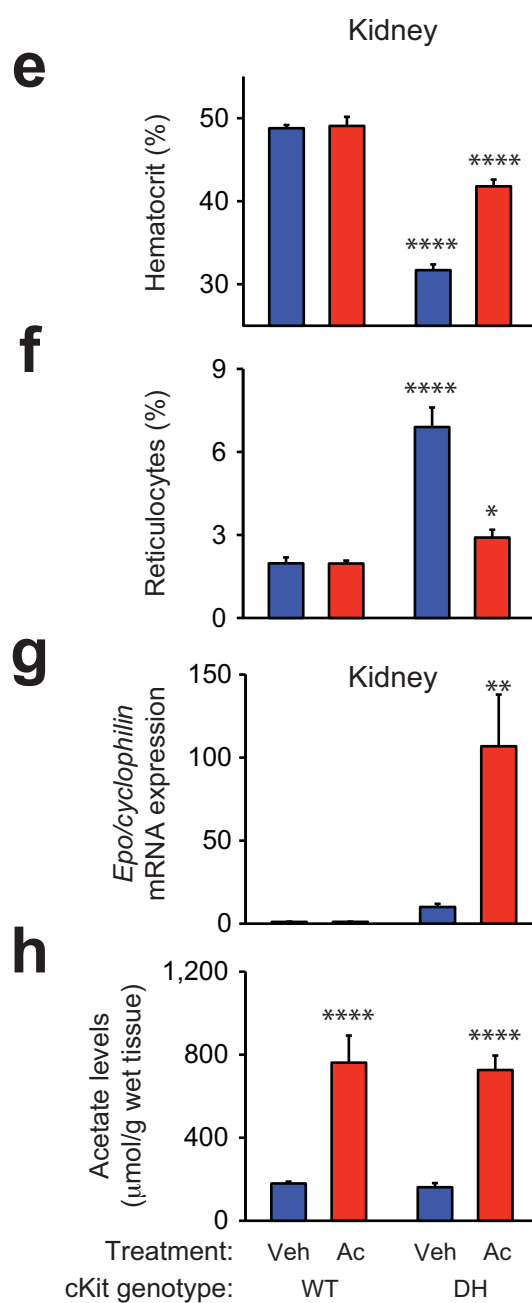 Kidney
e
Hematocrit (%)
50
40
30
****
****
f
Reticulocytes (%)
9
6
3
0
****
*
g
Kidney
Epo/cyclophilin
mRNA expression
150
100
50
0
**
h
Acetate levels
(μmol/g wet tissue)
1,200
800
400
0
****
****
Treatment: Veh Ac Veh Ac
cKit genotype: WT DH